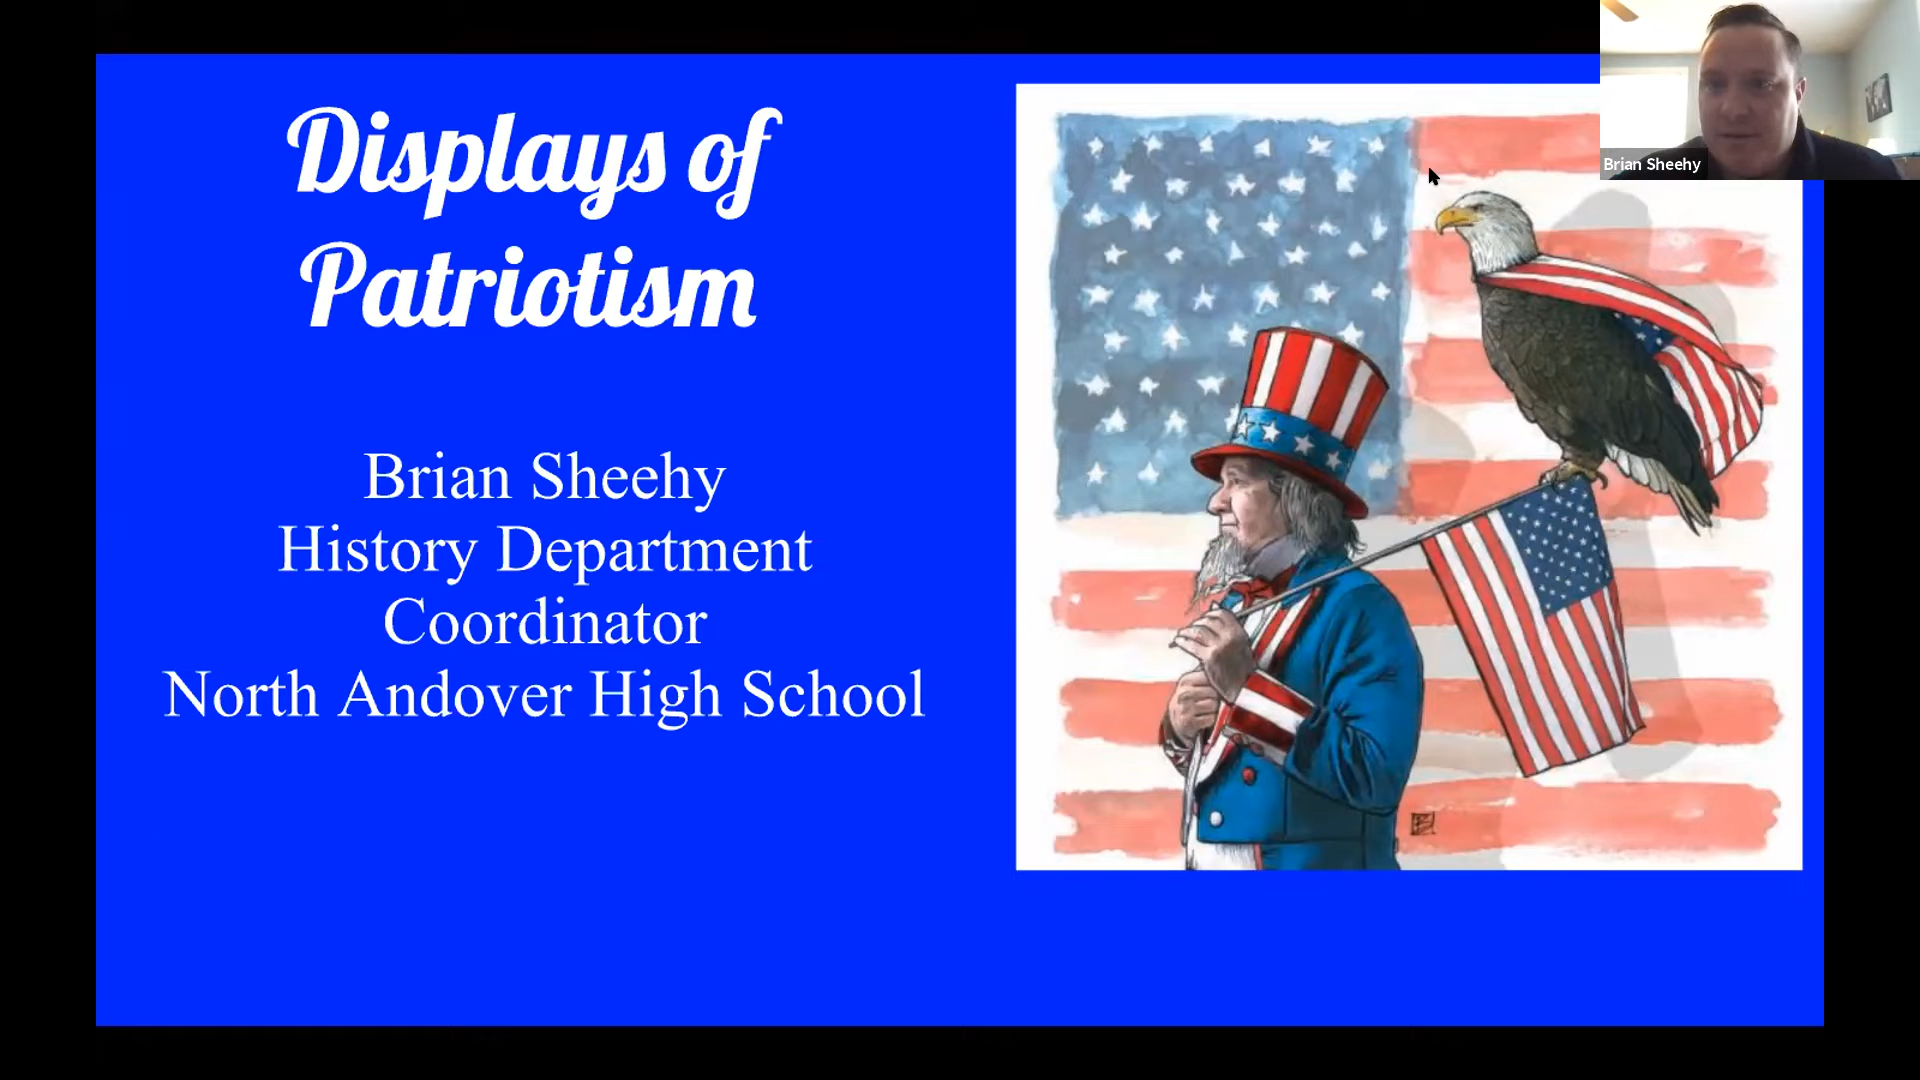 Displays of
Patriotism
Brian Sheehy
History Department
Coordinator
North Andover High School
Brian Sheehy